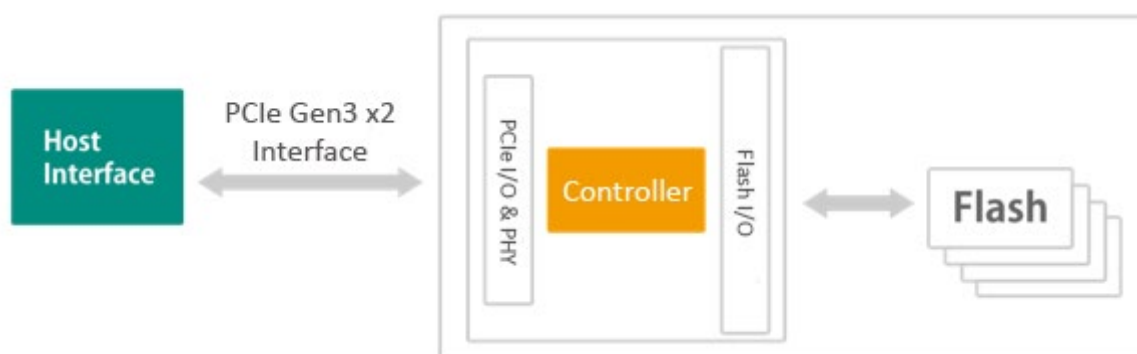 Host
Interface
PCIe Gen3 x2
Interface
PCIe I/O & PHY
Controller
Flash I/O
Flash